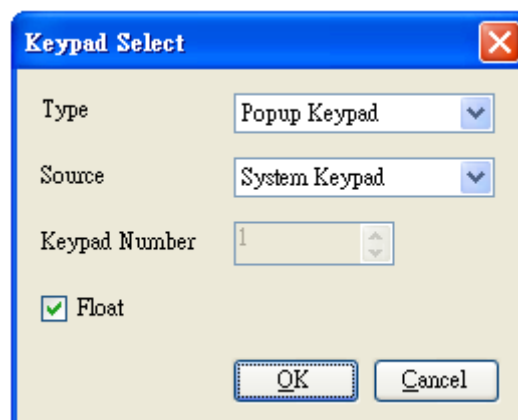 Keypad Select
Type Popup Keypad
Source System Keypad
Keypad Number 1
Float
OK Cancel